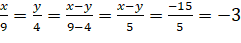 x/9 = y/4 = x−y/9−4 = x−y/5 = −15/5 = −3